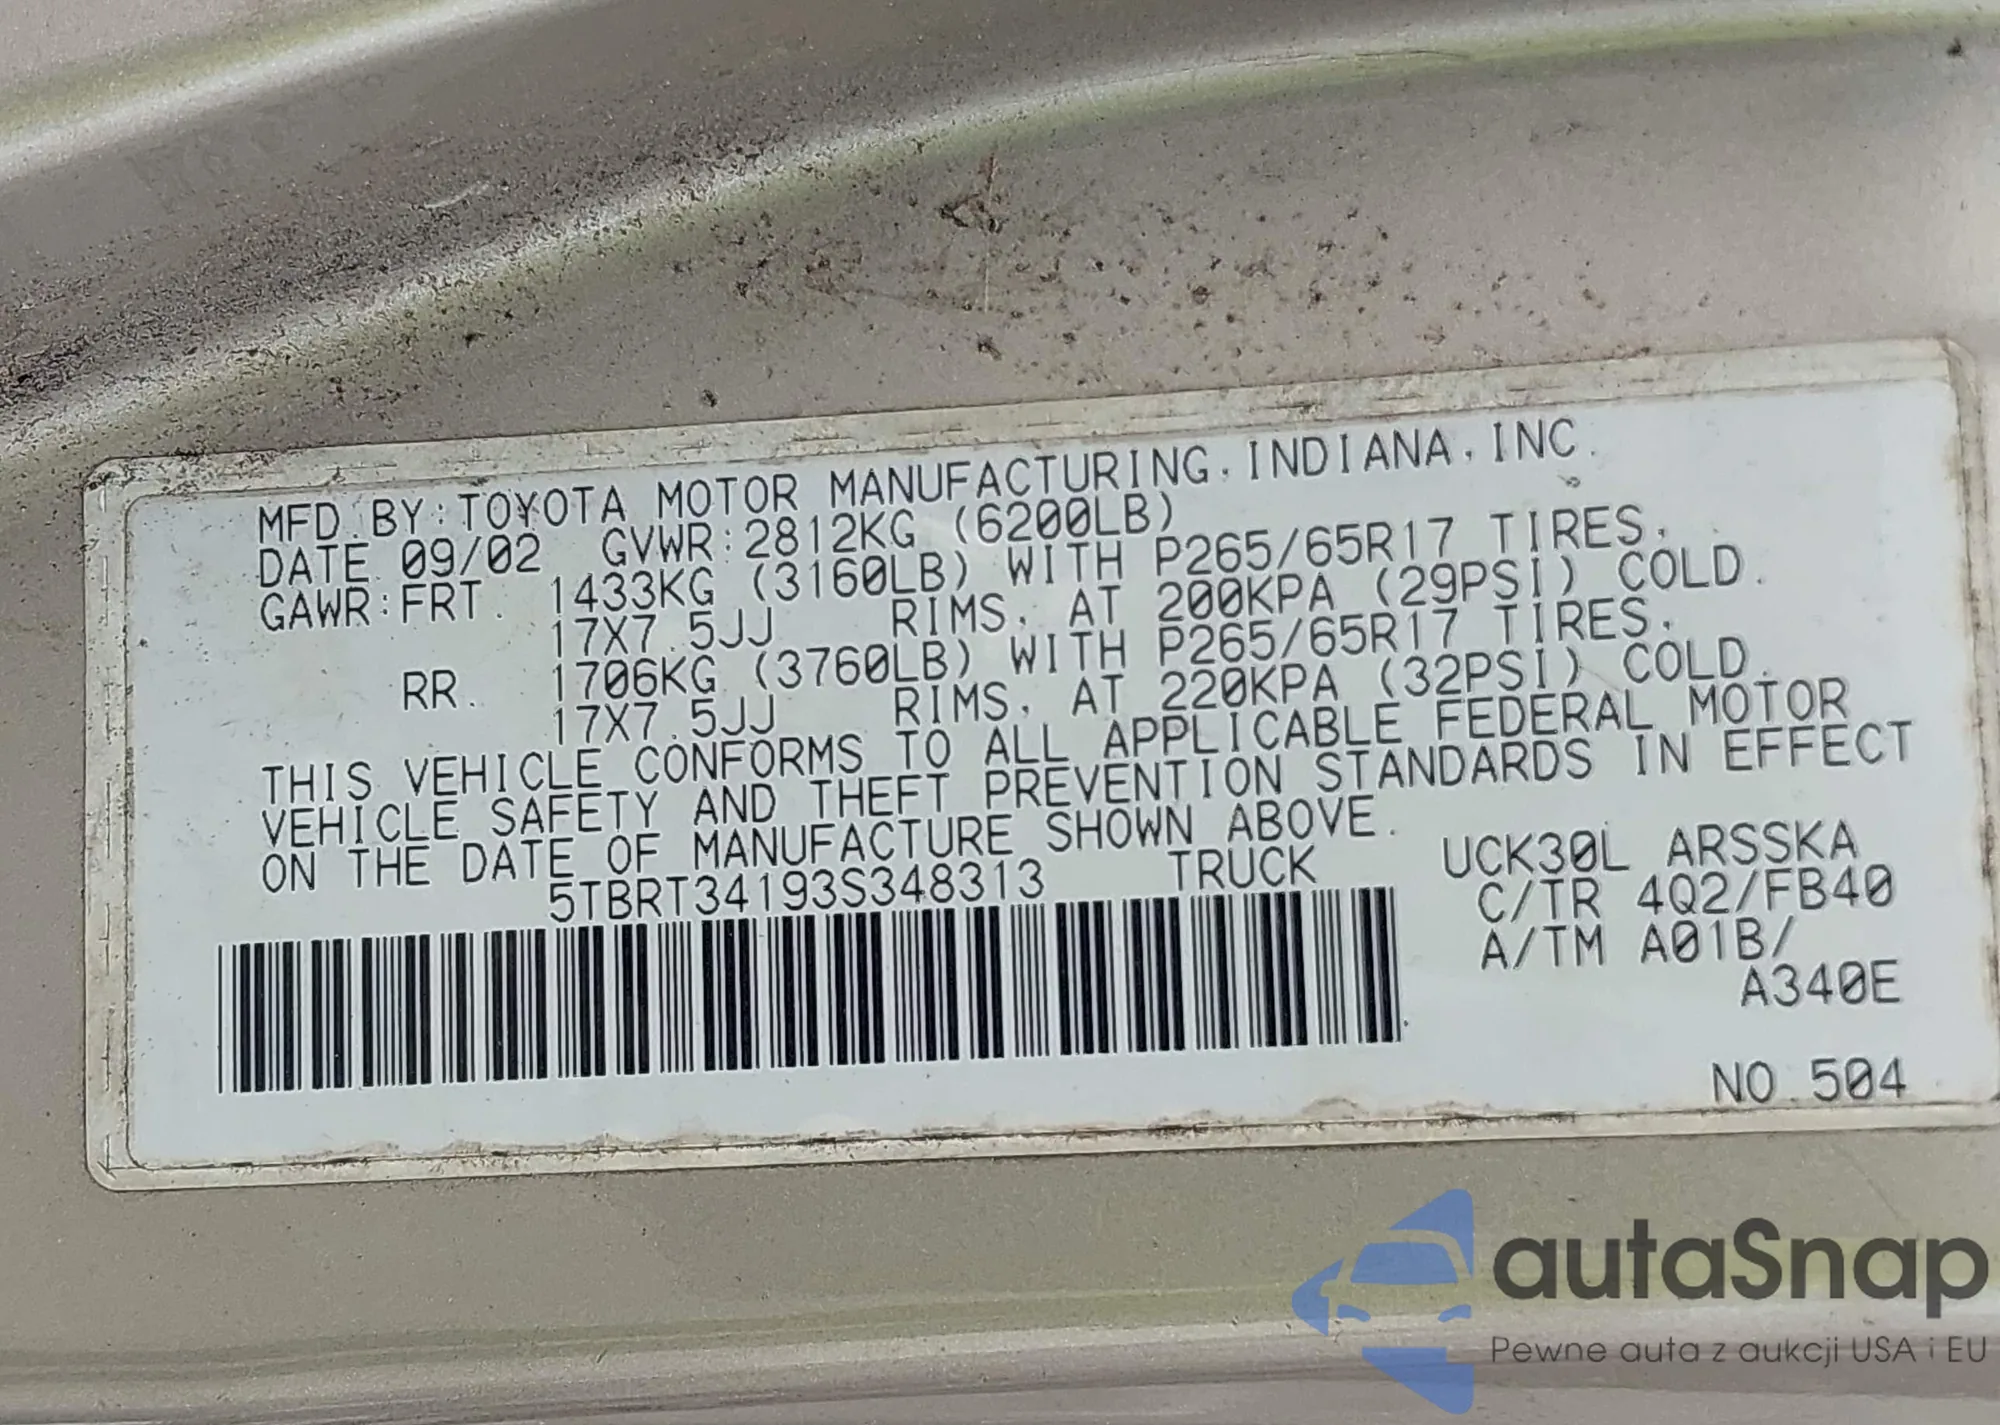 MFD. BY: TOYOTA MOTOR MANUFACTURING, INDIANA, INC.
DATE 09/02 GVWR: 2812KG (6200LB)
GAWR: FRT. 1433KG (3160LB) WITH P265/65R17 TIRES,
17X7.5JJ RIMS, AT 200KPA (29PSI) COLD.
RR. 1706KG (3760LB) WITH P265/65R17 TIRES,
17X7.5JJ RIMS, AT 220KPA (32PSI) COLD.
THIS VEHICLE CONFORMS TO ALL APPLICABLE FEDERAL MOTOR
VEHICLE SAFETY AND THEFT PREVENTION STANDARDS IN EFFECT
ON THE DATE OF MANUFACTURE SHOWN ABOVE.
5TBRT34193S348313 TRUCK
UCK30L ARSSKA
C/TR 4Q2/FB40
A/TM A01B/
A340E
NO.504
autaSnap
Pewne auta z aukcji USA i EU